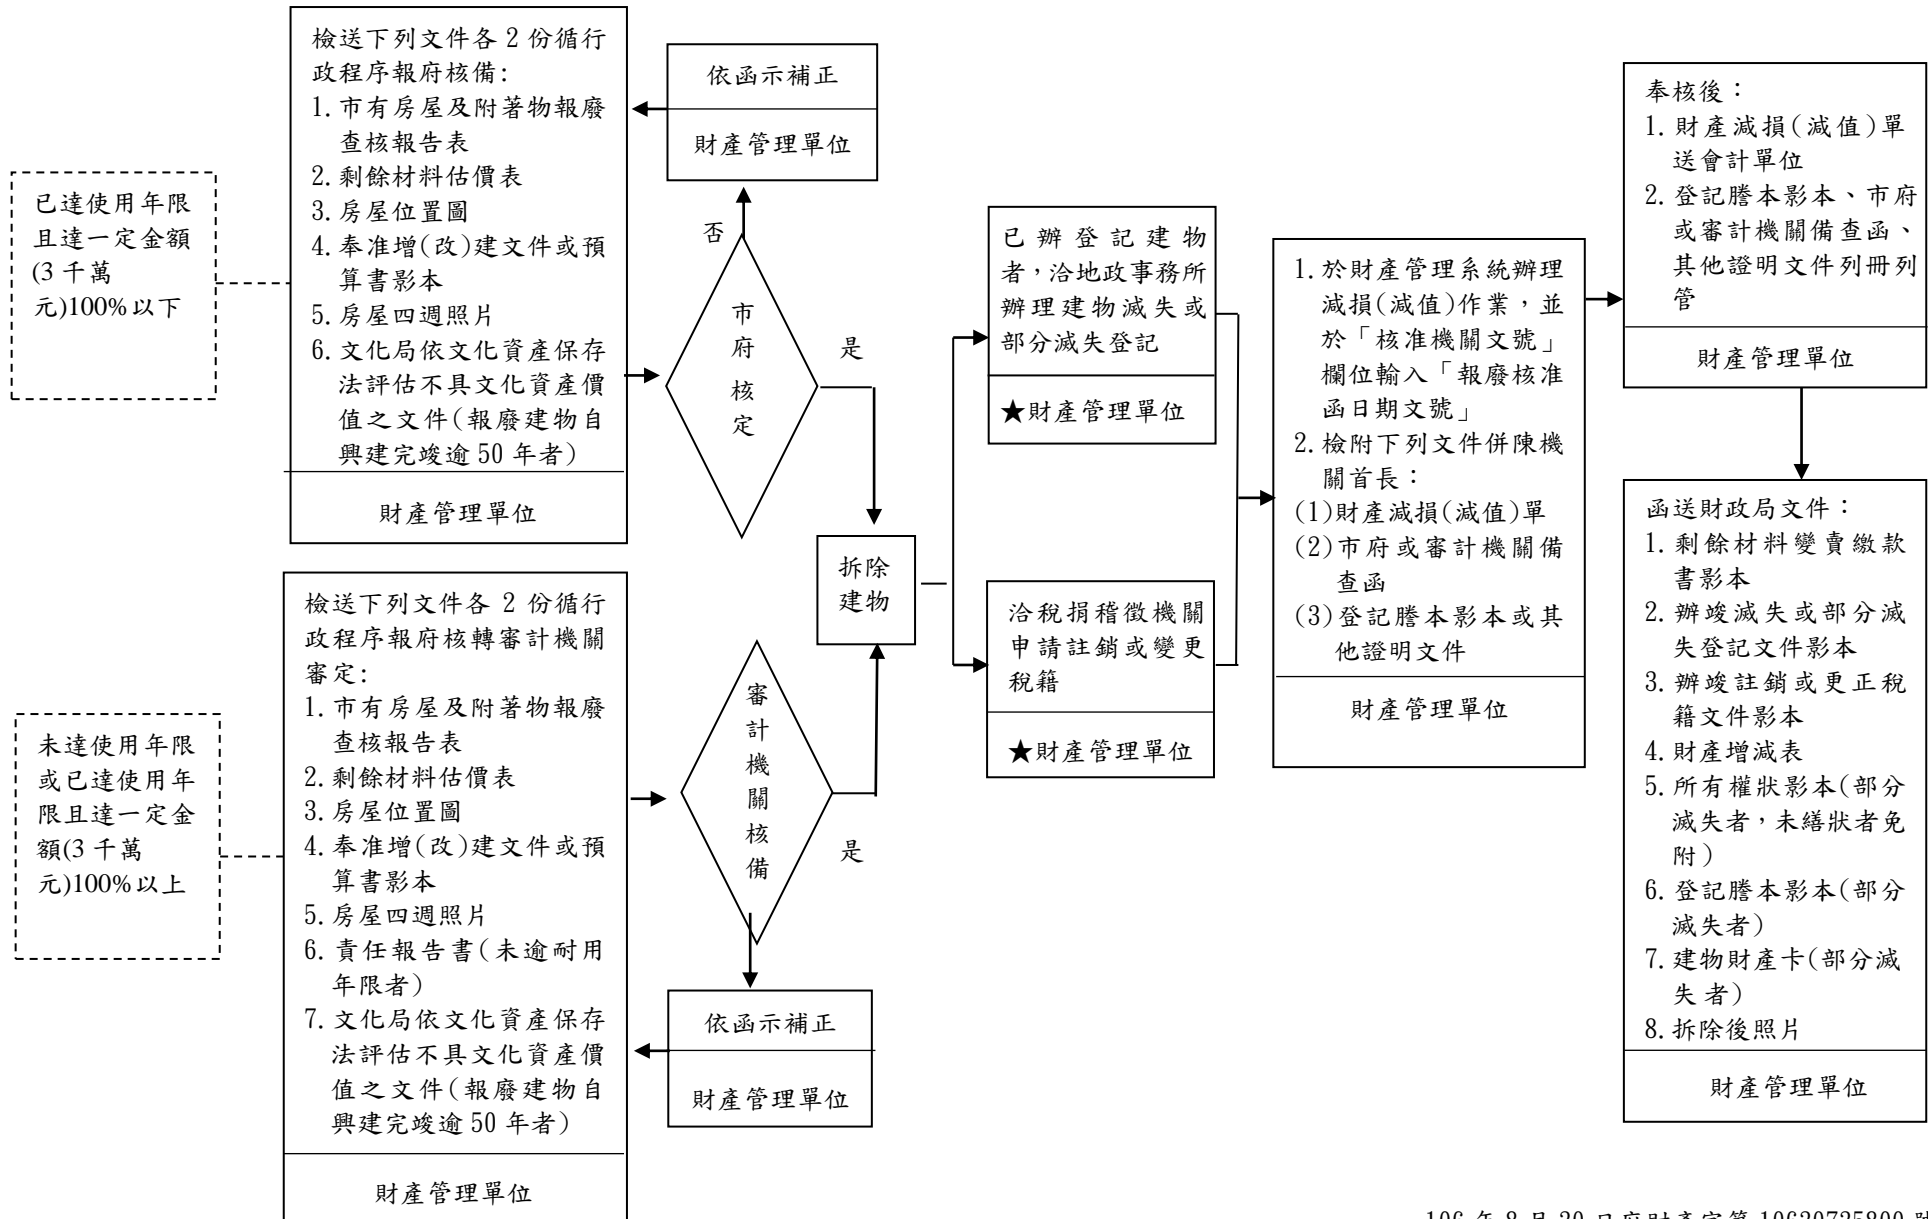 已達使用年限
且達一定金額
(3 千萬
元)100%以下
檢送下列文件各 2 份循行
政程序報府核備:
1.市有房屋及附著物報廢
查核報告表
2.剩餘材料估價表
3.房屋位置圖
4.奉准增(改)建文件或預
算書影本
5.房屋四週照片
6.文化局依文化資產保存
法評估不具文化資產價
值之文件(報廢建物自
興建完竣逾 50 年者)
財產管理單位
依函示補正
財產管理單位
否
市
府
核
定
是
未達使用年限
或已達使用年
限且達一定金
額(3 千萬
元)100%以上
檢送下列文件各 2 份循行
政程序報府核轉審計機關
審定:
1.市有房屋及附著物報廢
查核報告表
2.剩餘材料估價表
3.房屋位置圖
4.奉准增(改)建文件或預
算書影本
5.房屋四週照片
6.責任報告書(未逾耐用
年限者)
7.文化局依文化資產保存
法評估不具文化資產價
值之文件(報廢建物自
興建完竣逾 50 年者)
財產管理單位
審
計
機
關
核
備
是
依函示補正
財產管理單位
拆除
建物
已辦登記建物
者,洽地政事務所
辦理建物滅失或
部分滅失登記
★財產管理單位
洽稅捐稽徵機關
申請註銷或變更
稅籍
★財產管理單位
1.於財產管理系統辦理
減損(減值)作業,並
於「核准機關文號」
欄位輸入「報廢核准
函日期文號」
2.檢附下列文件併陳機
關首長：
(1)財產減損(減值)單
(2)市府或審計機關備
查函
(3)登記謄本影本或其
他證明文件
財產管理單位
奉核後：
1.財產減損(減值)單
送會計單位
2.登記謄本影本、市府
或審計機關備查函、
其他證明文件列冊列
管
財產管理單位
函送財政局文件：
1.剩餘材料變賣繳款
書影本
2.辦竣滅失或部分滅
失登記文件影本
3.辦竣註銷或更正稅
籍文件影本
4.財產增減表
5.所有權狀影本(部分
滅失者,未繕狀者免
附)
6.登記謄本影本(部分
滅失者)
7.建物財產卡(部分滅
失 者)
8.拆除後照片
財產管理單位